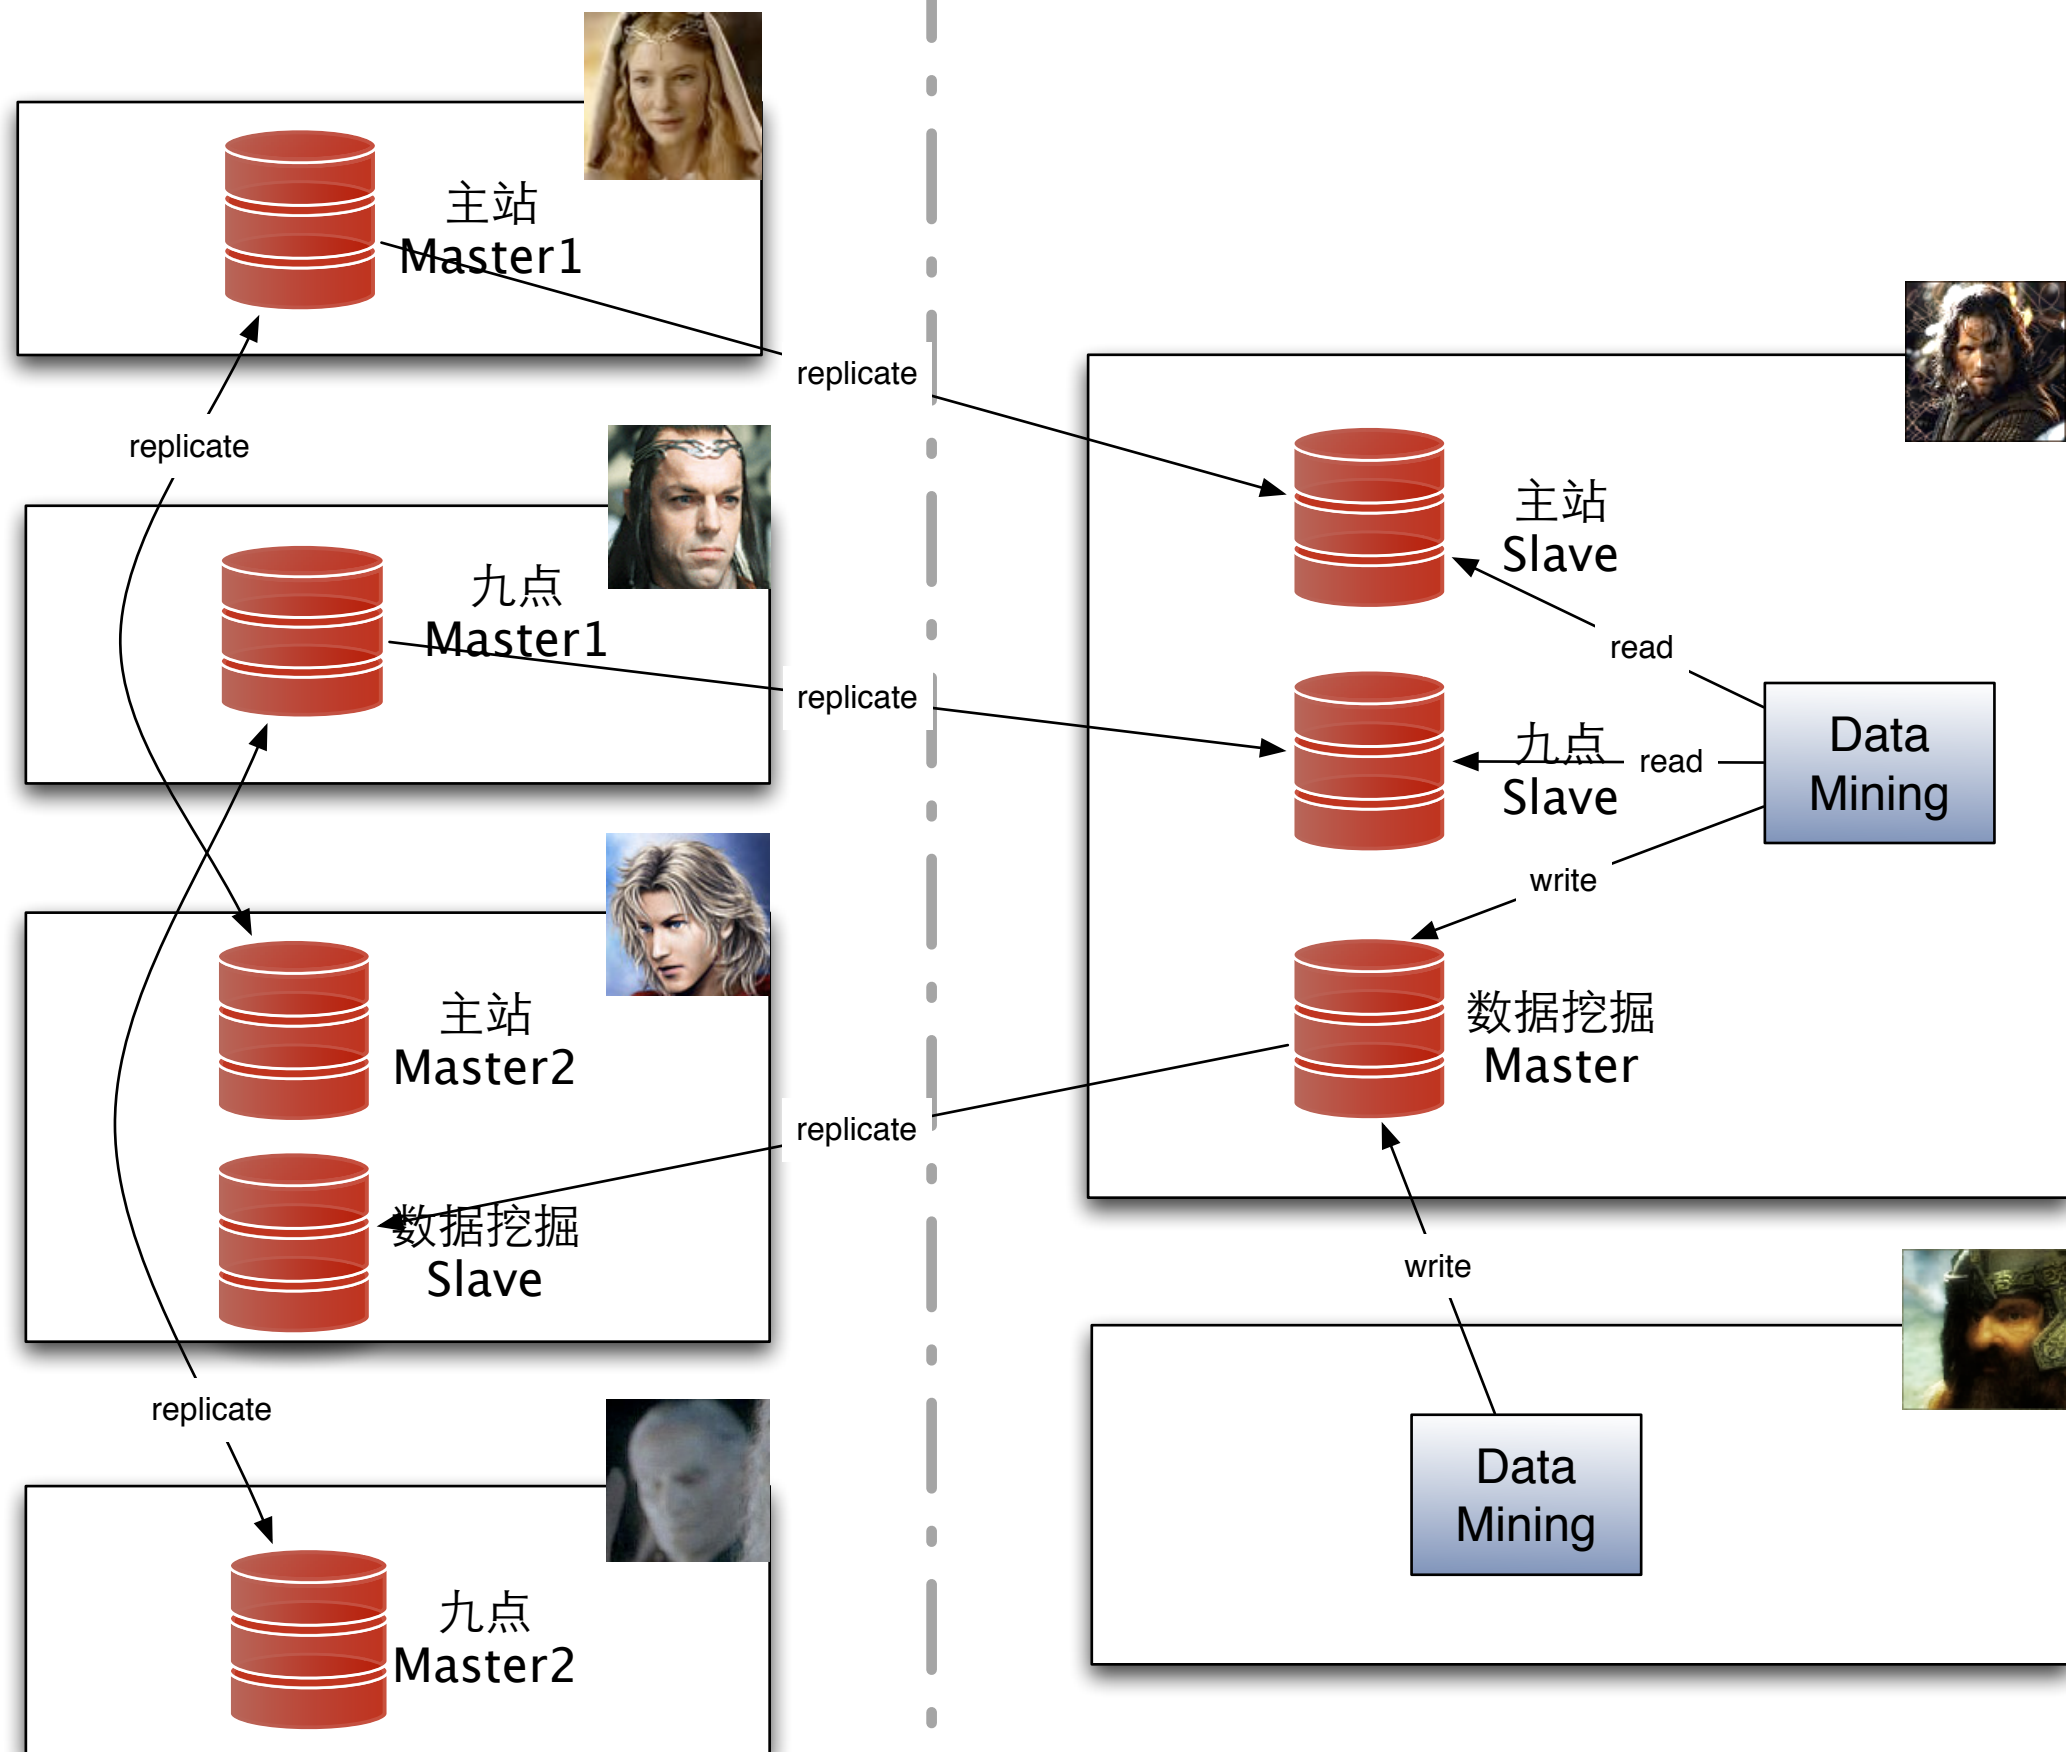 主站
Master1
replicate
replicate
九点
Master1
replicate
主站
Master2
数据挖掘
Slave
replicate
replicate
九点
Master2
主站
Slave
read
九点
Slave
read
Data
Mining
write
数据挖掘
Master
write
Data
Mining